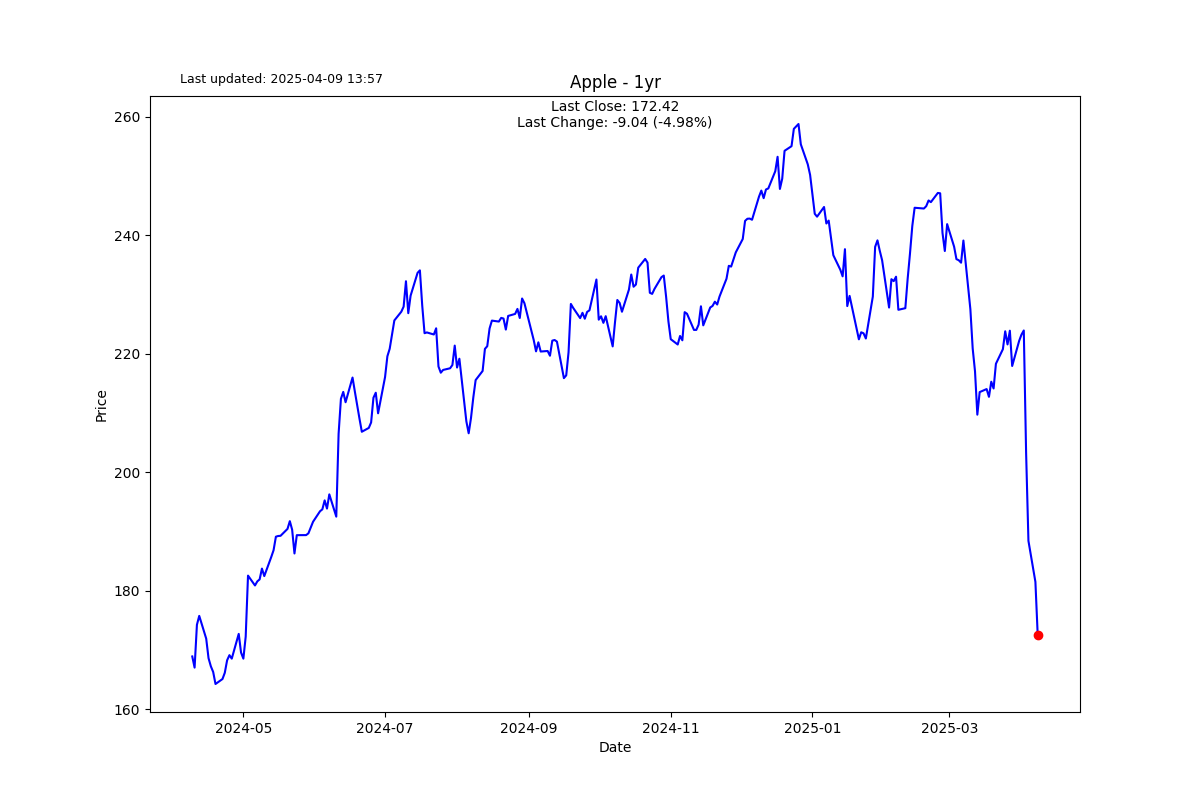 Last updated: 2025-04-09 13:57
Apple - 1yr
Last Close: 172.42
Last Change: -9.04 (-4.98%)
260
240
220
200
180
160
Price
2024-05
2024-07
2024-09
2024-11
2025-01
2025-03
Date